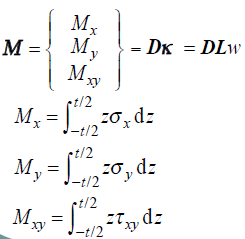 M = { M_x M_y M_xy } = Dκ = DLw
M_x = ∫_{-t/2}^{t/2} zσ_x dz
M_y = ∫_{-t/2}^{t/2} zσ_y dz
M_xy = ∫_{-t/2}^{t/2} zτ_xy dz